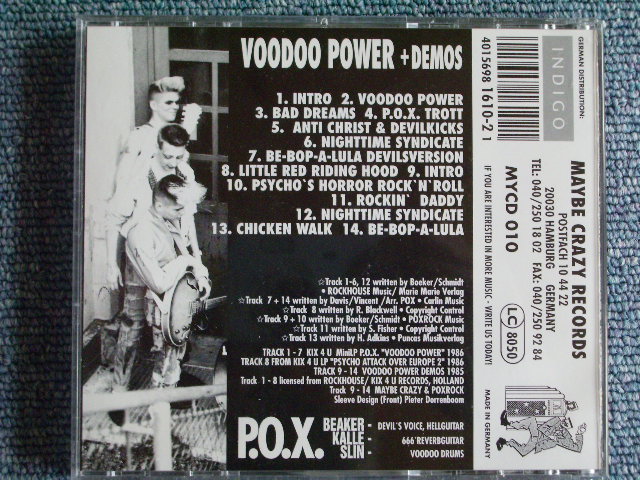 VOODOO POWER + DEMOS
1. INTRO 2. VOODOO POWER
3. BAD DREAMS 4. P.O.X. TROTT
5. ANTI CHRIST & DEVILKICKS
6. NIGHTTIME SYNDICATE
7. BE-BOP-A-LULA DEVILSVERSION
8. LITTLE RED RIDING HOOD 9. INTRO
10. PSYCHO`S HORROR ROCK`N`ROLL
11. ROCKIN` DADDY
12. NIGHTTIME SYNDICATE
13. CHICKEN WALK 14. BE-BOP-A-LULA
☆Track 1-6, 12 written by Boeker/Schmidt
• ROCKHOUSE Music/ Marie Marie Verlag
☆Track 7 + 14 written by Davis/Vincent /Arr. POX • Carlin Music
☆Track 8 written by R. Blackwell • Copyright Control
☆Track 9 + 10 written by Boeker/Schmidt • POXROCK Music
☆Track 11 written by S. Fisher • Copyright Control
☆Track 13 written by H. Adkins • Puncas Musikverlag
TRACK 1 - 7 KIX 4 U MiniLP P.O.X. "VOODOO POWER" 1986
TRACK 8 FROM KIX 4 U LP "PSYCHO ATTACK OVER EUROPE 2" 1986
TRACK 9 - 14 VOODOO POWER DEMOS 1985
Track 1 - 8 licensed from ROCKHOUSE/ KIX 4 U RECORDS, HOLLAND
Track 9 - 14 MAYBE CRAZY & POXROCK
Sleeve Design (Front) Pieter Dorrenboom
P.O.X.
BEAKER - DEVIL'S VOICE, HELLGUITAR
KALLE - 666`REVERBGUITAR
SLIN - VOODOO DRUMS
4015698 1610-2 1
GERMAN DISTRIBUTION:
INDIGO
MAYBE CRAZY RECORDS
POSTFACH 10 44 22
20030 HAMBURG GERMANY
TEL: 040/250 18 02 FAX: 040/250 92 84
MYCD 010
IF YOU ARE INTERESTED IN MORE MUSIC - WRITE US TODAY!
LC 8050
MADE IN GERMANY